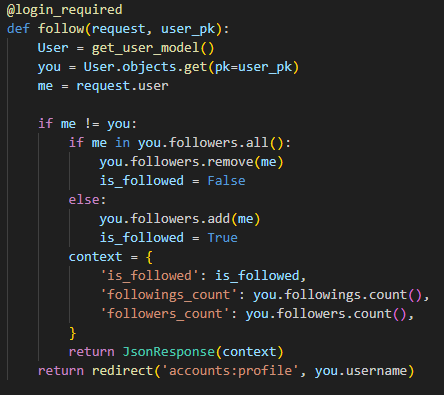 @login_required
def follow(request, user_pk):
    User = get_user_model()
    you = User.objects.get(pk=user_pk)
    me = request.user

    if me != you:
        if me in you.followers.all():
            you.followers.remove(me)
            is_followed = False
        else:
            you.followers.add(me)
            is_followed = True
        context = {
            'is_followed': is_followed,
            'followings_count': you.followings.count(),
            'followers_count': you.followers.count(),
        }
        return JsonResponse(context)
    return redirect('accounts:profile', you.username)